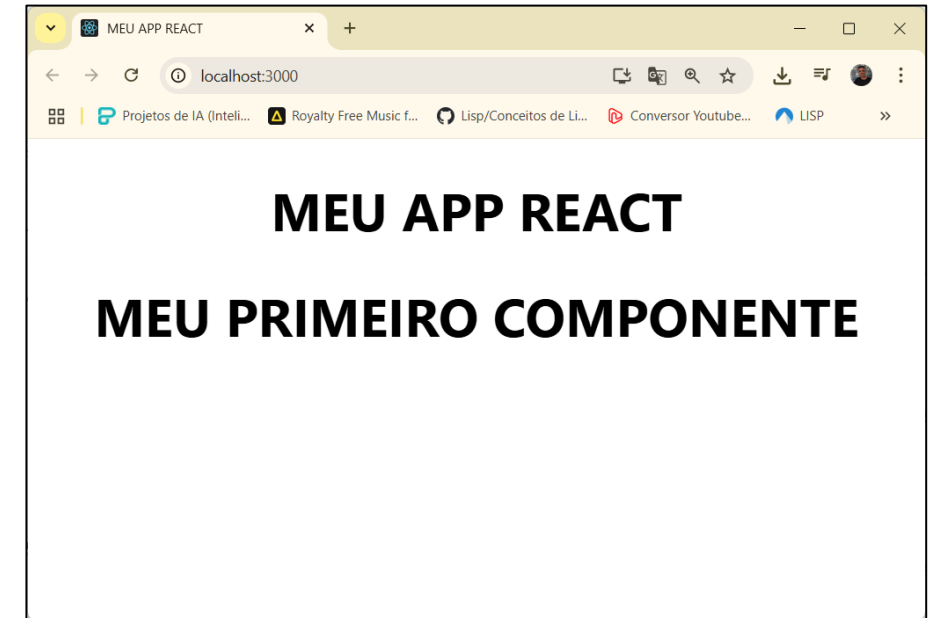 MEU APP REACT
localhost:3000
Projetos de IA (Inteli... Royalty Free Music f... Lisp/Conceitos de Li... Conversor Youtube... LISP
MEU APP REACT
MEU PRIMEIRO COMPONENTE